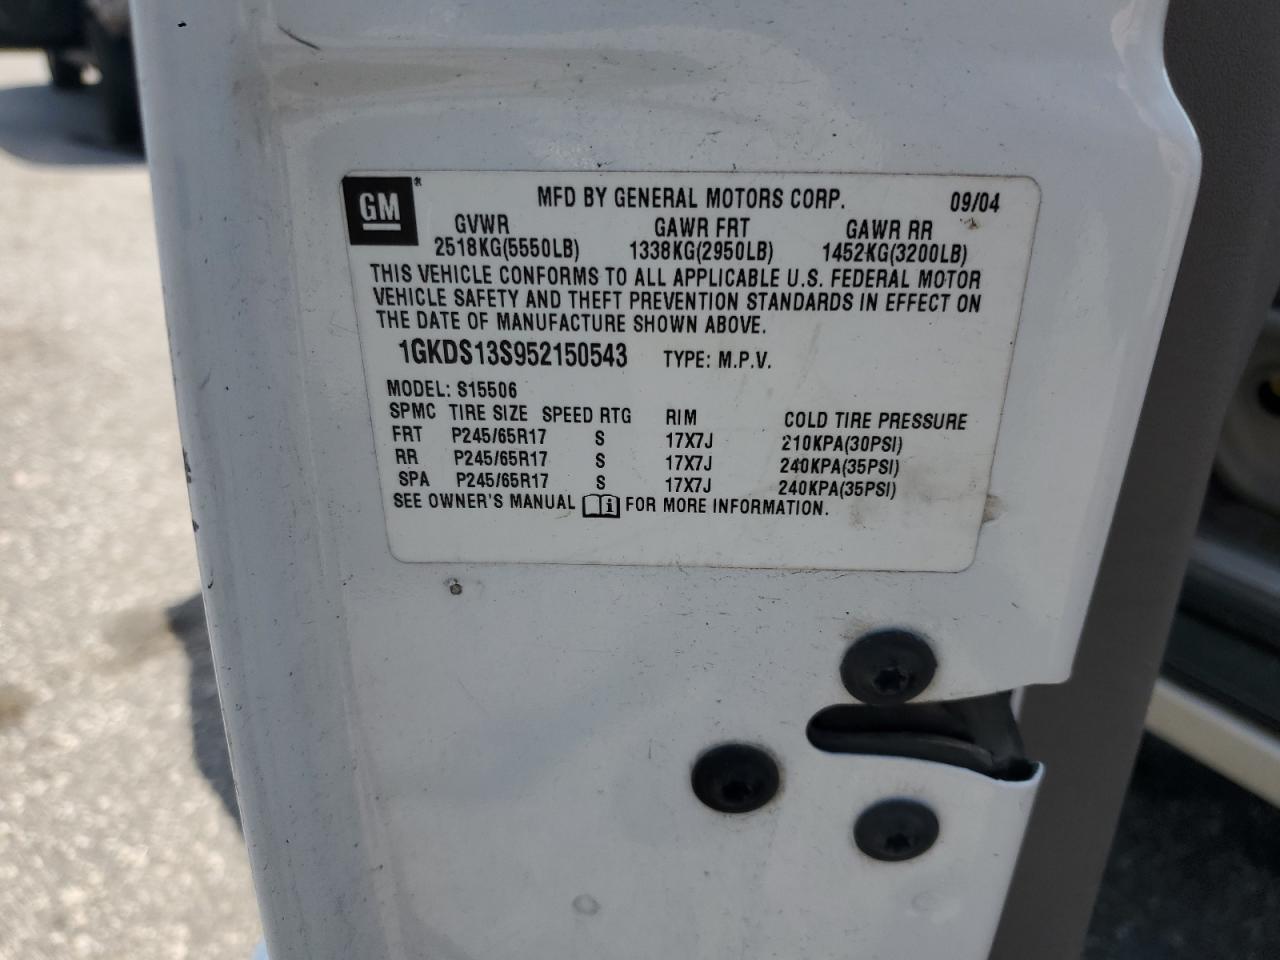 GM
MFD BY GENERAL MOTORS CORP. 09/04
GVWR GAWR FRT GAWR RR
2518KG(5550LB) 1338KG(2950LB) 1452KG(3200LB)
THIS VEHICLE CONFORMS TO ALL APPLICABLE U.S. FEDERAL MOTOR
VEHICLE SAFETY AND THEFT PREVENTION STANDARDS IN EFFECT ON
THE DATE OF MANUFACTURE SHOWN ABOVE.
1GKDS13S952150543 TYPE: M.P.V.
MODEL: S15506
SPMC TIRE SIZE SPEED RTG RIM COLD TIRE PRESSURE
FRT P245/65R17 S 17X7J 210KPA(30PSI)
RR P245/65R17 S 17X7J 240KPA(35PSI)
SPA P245/65R17 S 17X7J 240KPA(35PSI)
SEE OWNER'S MANUAL i FOR MORE INFORMATION.